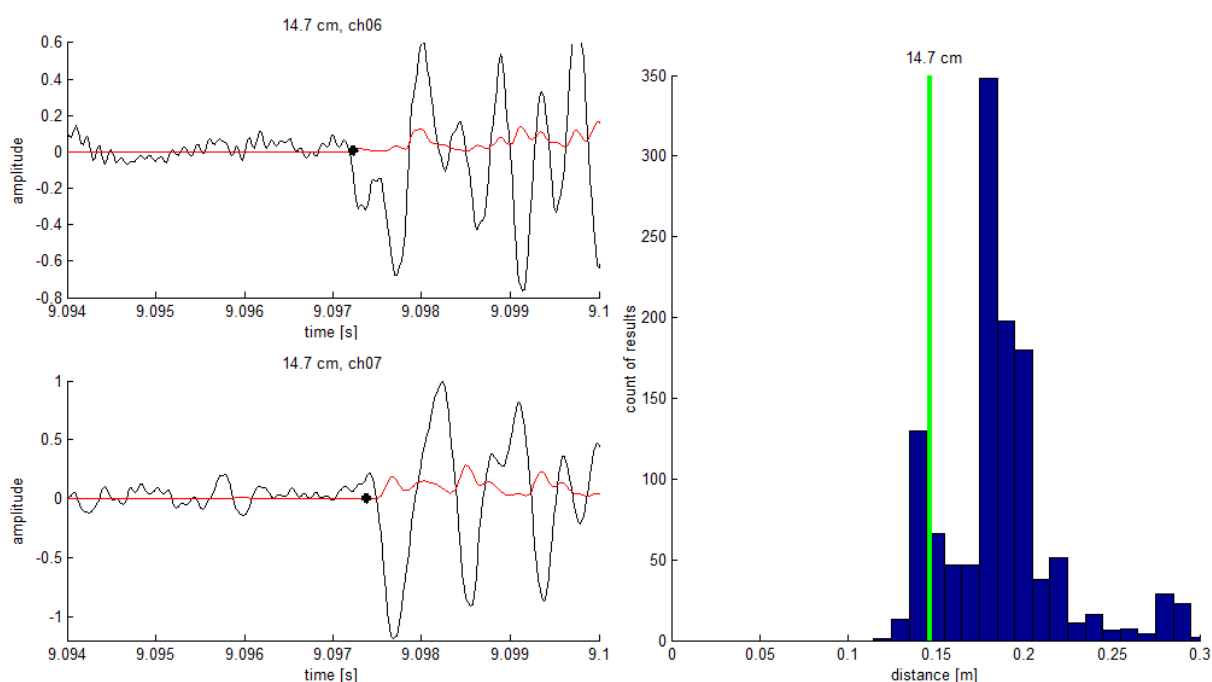 14.7 cm, ch06
0.6
0.4
0.2
0
-0.2
-0.4
-0.6
-0.8
amplitude
9.094 9.095 9.096 9.097 9.098 9.099 9.1
time [s]
14.7 cm, ch07
1
0.5
0
-0.5
-1
amplitude
9.094 9.095 9.096 9.097 9.098 9.099 9.1
time [s]
14.7 cm
350
300
250
200
150
100
50
0
count of results
0 0.05 0.1 0.15 0.2 0.25 0.3
distance [m]